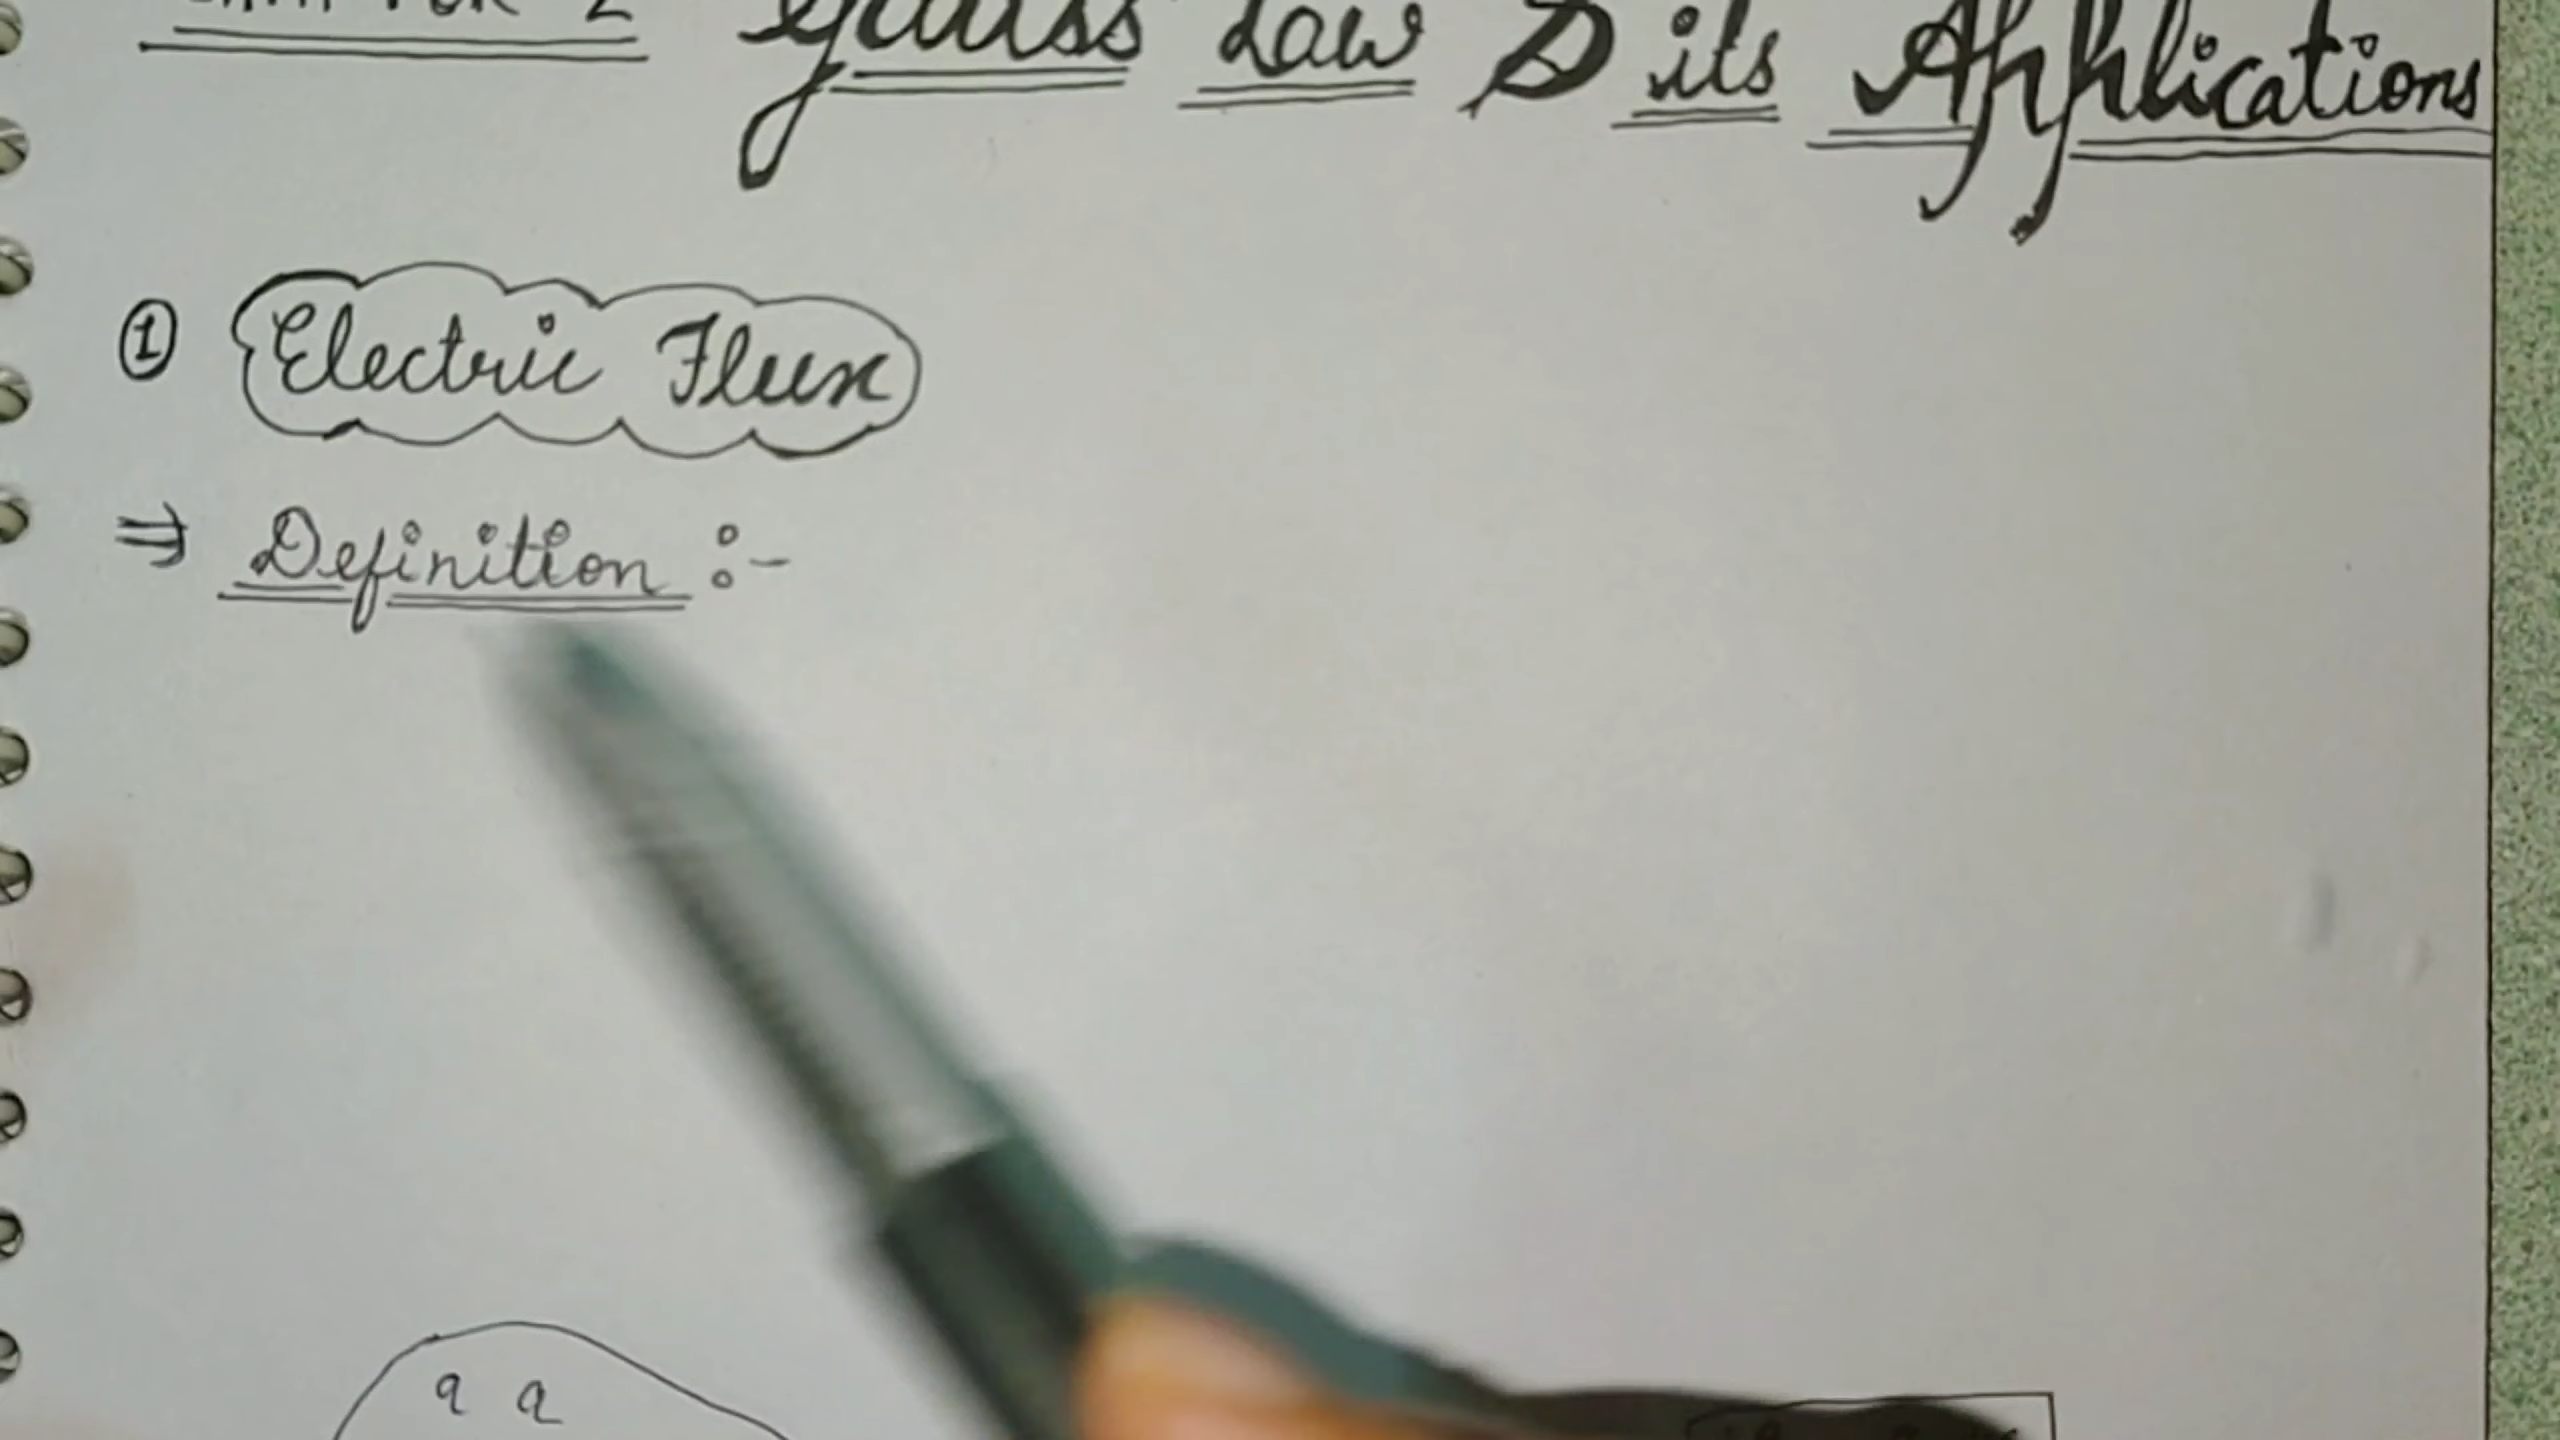 Gauss Law & its Applications
① Electric Flux
⇒ Definition :-
q q